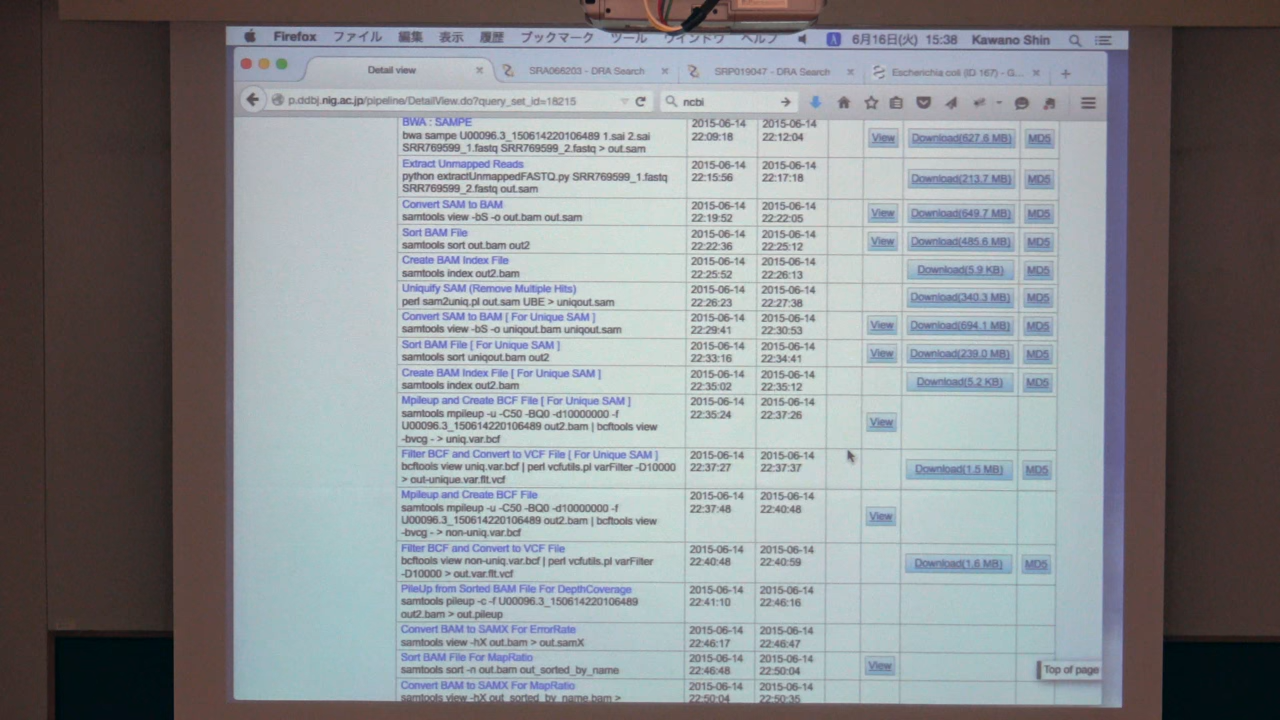 Firefox ファイル 編集 表示 履歴 ブックマーク ツール ウインドウ ヘルプ 6月16日(火) 15:38 Kawano Shin
Detail view SRA066203 - DRA Search SRP019047 - DRA Search Escherichia coli (ID 167) - G...
p.ddbj.nig.ac.jp/pipeline/DetailView.do?query_set_id=18215 ncbi
BWA : SAMPE 2015-06-14 2015-06-14
bwa sampe U00096.3_150614220106489 1.sai 2.sai 22:09:18 22:12:04 View Download(627.6 MB) MD5
SRR769599_1.fastq SRR769599_2.fastq > out.sam
Extract Unmapped Reads 2015-06-14 2015-06-14
python extractUnmappedFASTQ.py SRR769599_1.fastq 22:15:56 22:17:18 Download(213.7 MB) MD5
SRR769599_2.fastq out.sam
Convert SAM to BAM 2015-06-14 2015-06-14
samtools view -bS -o out.bam out.sam 22:19:52 22:22:05 View Download(649.7 MB) MD5
Sort BAM File 2015-06-14 2015-06-14
samtools sort out.bam out2 22:22:36 22:25:12 View Download(485.6 MB) MD5
Create BAM Index File 2015-06-14 2015-06-14
samtools index out2.bam 22:25:52 22:26:13 Download(5.9 KB) MD5
Uniquify SAM (Remove Multiple Hits) 2015-06-14 2015-06-14
perl sam2uniq.pl out.sam UBE > uniqout.sam 22:26:23 22:27:38 Download(340.3 MB) MD5
Convert SAM to BAM [ For Unique SAM ] 2015-06-14 2015-06-14
samtools view -bS -o uniqout.bam uniqout.sam 22:29:41 22:30:53 View Download(694.1 MB) MD5
Sort BAM File [ For Unique SAM ] 2015-06-14 2015-06-14
samtools sort uniqout.bam out2 22:33:16 22:34:41 View Download(239.0 MB) MD5
Create BAM Index File [ For Unique SAM ] 2015-06-14 2015-06-14
samtools index out2.bam 22:35:02 22:35:12 Download(5.2 KB) MD5
Mpileup and Create BCF File [ For Unique SAM ] 2015-06-14 2015-06-14
samtools mpileup -u -C50 -BQ0 -d10000000 -f 22:35:24 22:37:26
U00096.3_150614220106489 out2.bam | bcftools view View
-bvcg - > uniq.var.bcf
Filter BCF and Convert to VCF File [ For Unique SAM ] 2015-06-14 2015-06-14
bcftools view uniq.var.bcf | perl vcfutils.pl varFilter -D10000 22:37:27 22:37:37 Download(1.5 MB) MD5
> out-unique.var.flt.vcf
Mpileup and Create BCF File 2015-06-14 2015-06-14
samtools mpileup -u -C50 -BQ0 -d10000000 -f 22:37:48 22:40:48
U00096.3_150614220106489 out2.bam | bcftools view View
-bvcg - > non-uniq.var.bcf
Filter BCF and Convert to VCF File 2015-06-14 2015-06-14
bcftools view non-uniq.var.bcf | perl vcfutils.pl varFilter 22:40:48 22:40:59 Download(1.6 MB) MD5
-D10000 > out.var.flt.vcf
PileUp from Sorted BAM File For DepthCoverage 2015-06-14 2015-06-14
samtools pileup -c -f U00096.3_150614220106489 22:41:10 22:46:16
out2.bam > out.pileup
Convert BAM to SAMX For ErrorRate 2015-06-14 2015-06-14
samtools view -hX out.bam > out.samX 22:46:17 22:46:47
Sort BAM File For MapRatio 2015-06-14 2015-06-14
samtools sort -n out.bam out_sorted_by_name 22:46:48 22:50:04 View Top of page
Convert BAM to SAMX For MapRatio 2015-06-14 2015-06-14
samtools view -hX out_sorted_by_name.bam > 22:50:04 22:50:35